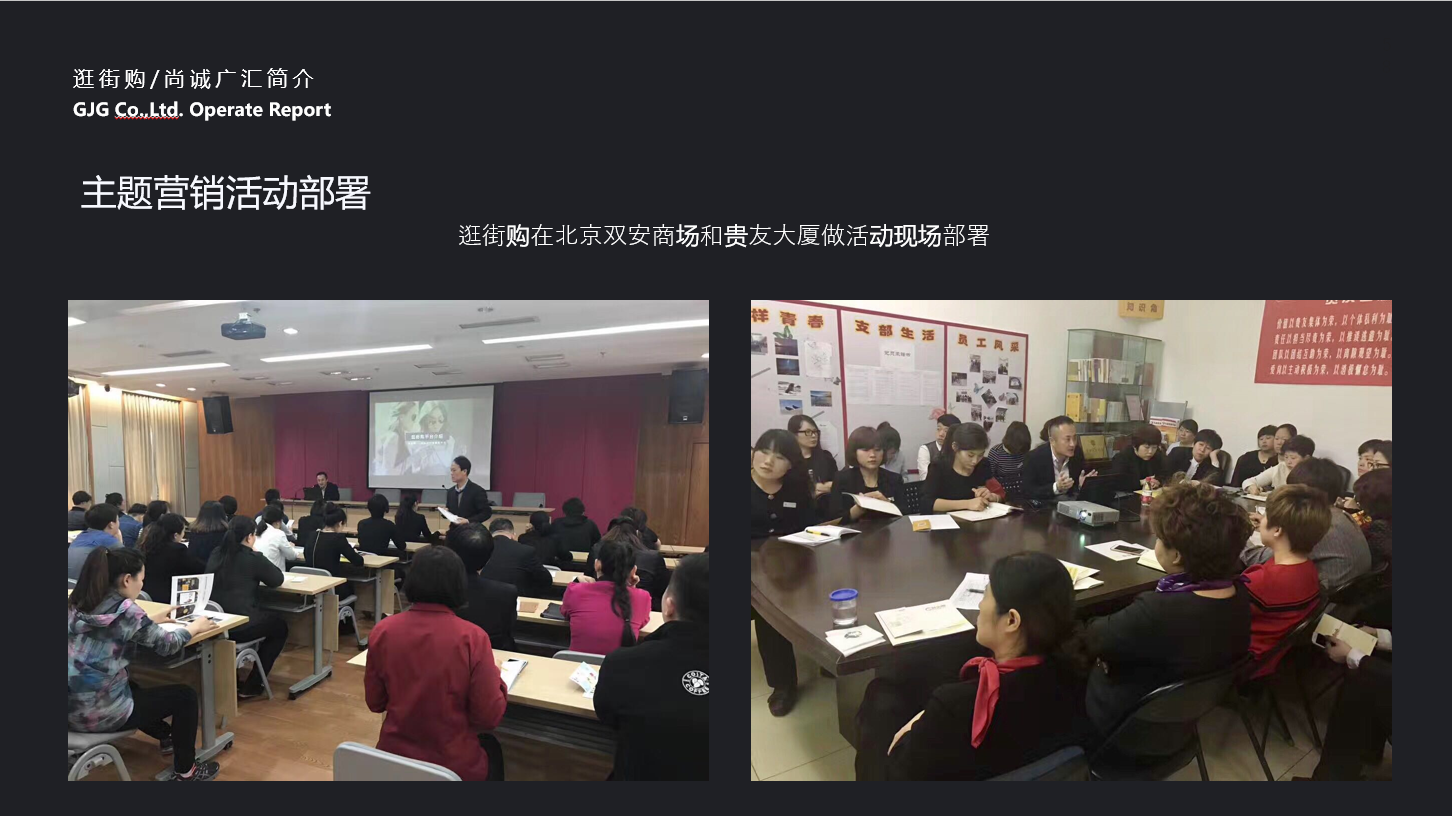 逛街购/尚诚广汇简介
GJG Co.,Ltd. Operate Report
主题营销活动部署
逛街购在北京双安商场和贵友大厦做活动现场部署
样青春
支部生活
员工风采
COFFEE